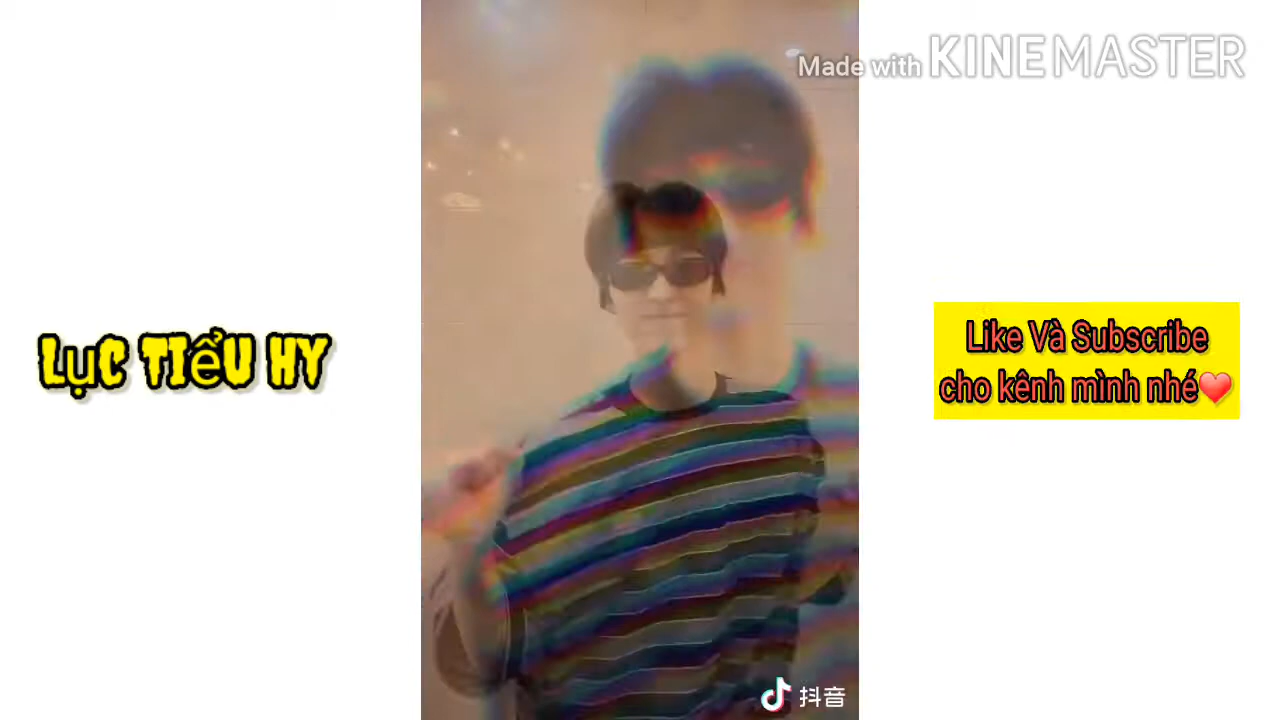 Made with KINEMASTER
LụC TIểU HY
Like Và Subscribe
cho kênh mình nhé❤
抖音